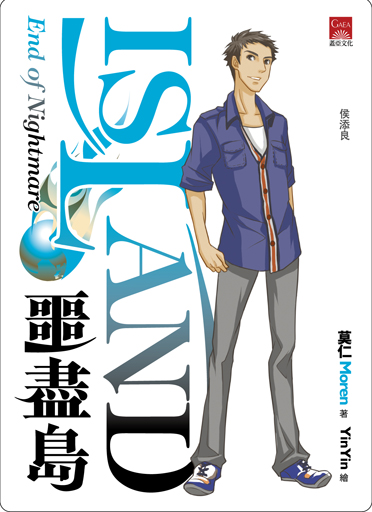 GAEA
蓋亞文化
侯添良
ISLAND
End of Nightmare
噩盡島
莫仁 Moren 著
YinYin 繪